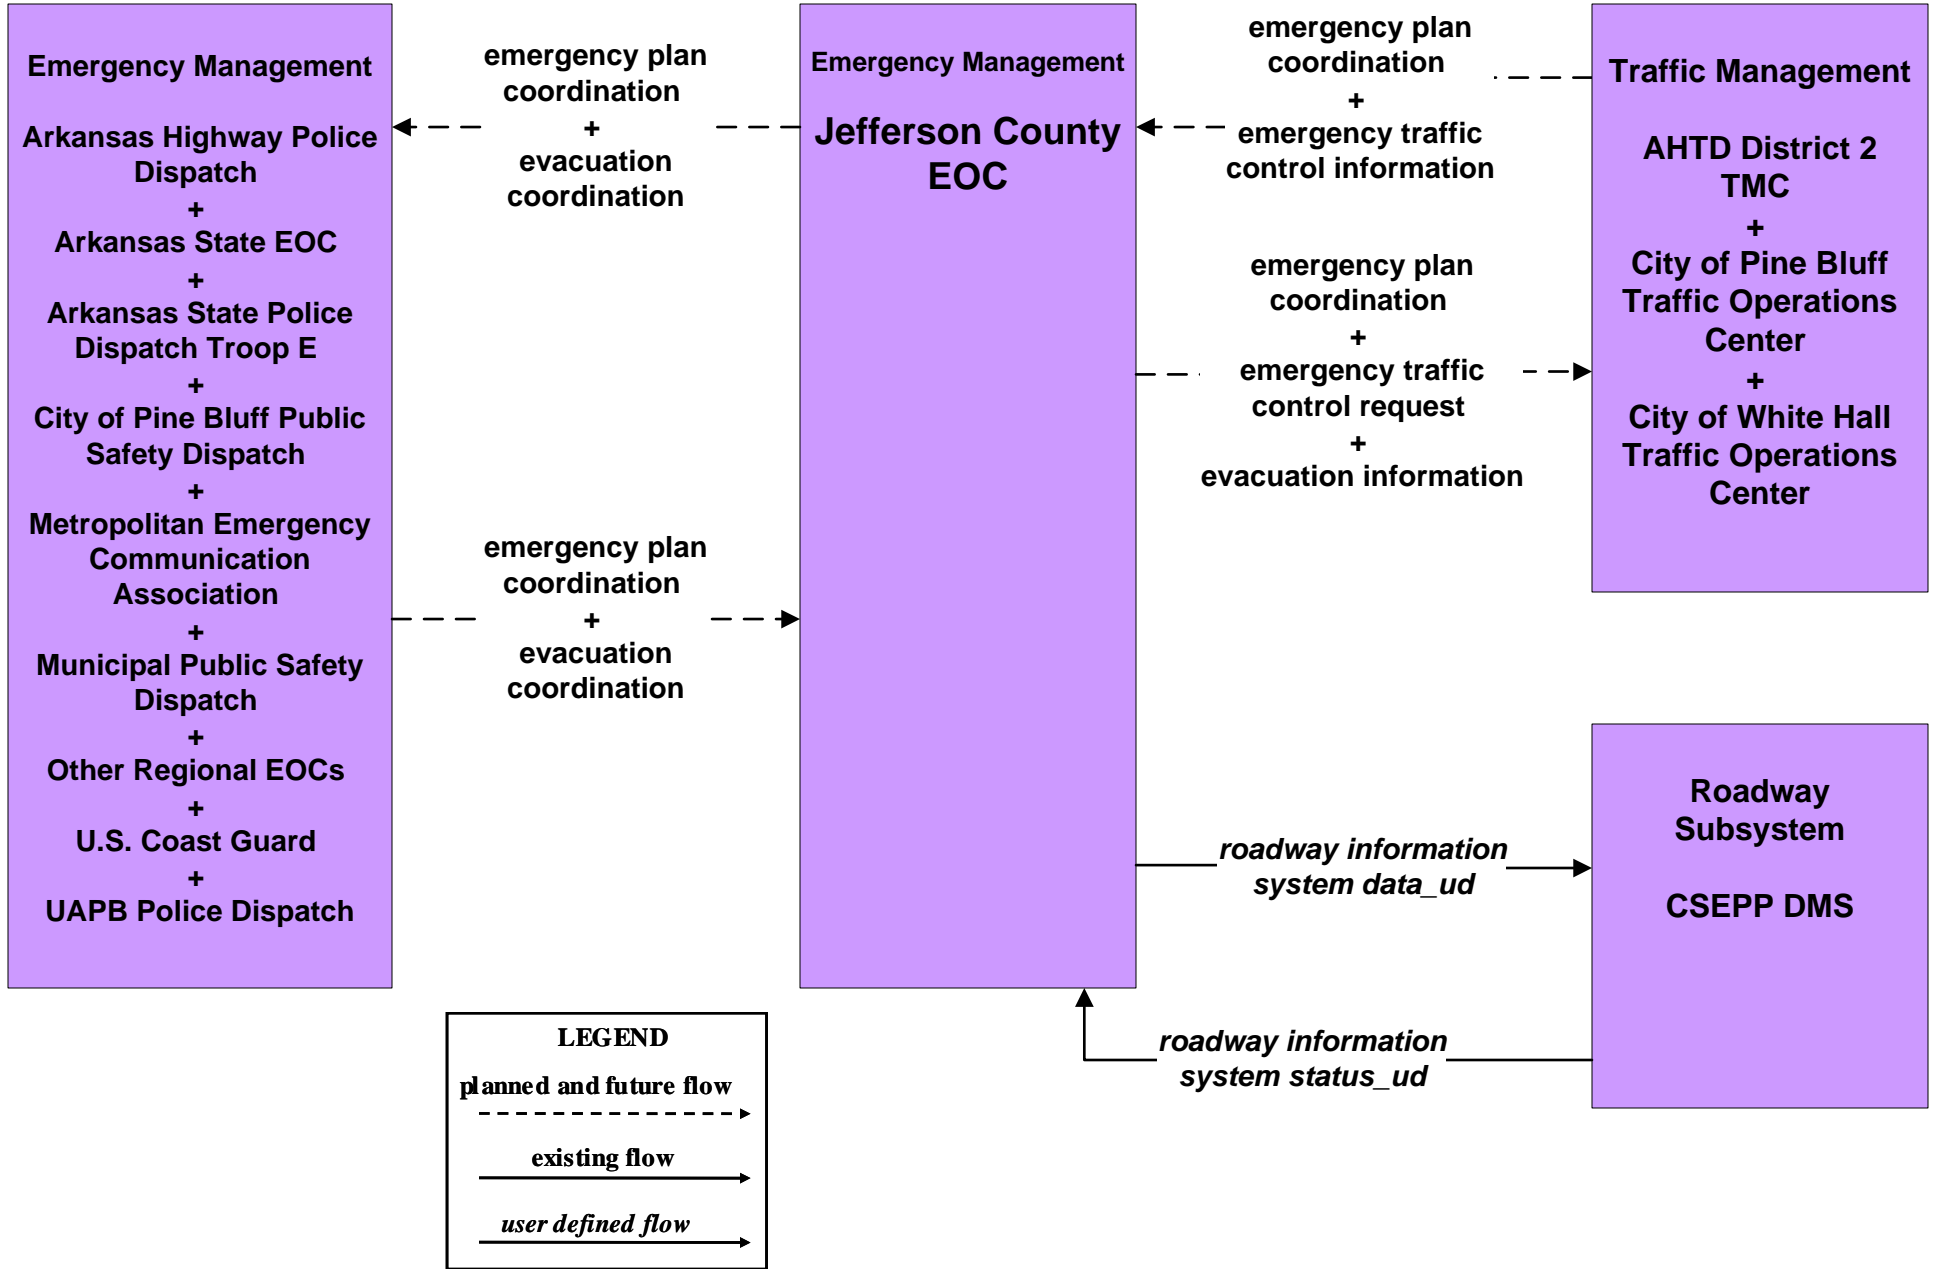 Emergency Management
Arkansas Highway Police
Dispatch
+
Arkansas State EOC
+
Arkansas State Police
Dispatch Troop E
+
City of Pine Bluff Public
Safety Dispatch
+
Metropolitan Emergency
Communication
Association
+
Municipal Public Safety
Dispatch
+
Other Regional EOCs
+
U.S. Coast Guard
+
UAPB Police Dispatch
emergency plan
coordination
+
evacuation
coordination
emergency plan
coordination
+
evacuation
coordination
Emergency Management
Jefferson County
EOC
emergency plan
coordination
+
emergency traffic
control information
emergency plan
coordination
+
emergency traffic
control request
+
evacuation information
Traffic Management
AHTD District 2
TMC
+
City of Pine Bluff
Traffic Operations
Center
+
City of White Hall
Traffic Operations
Center
roadway information
system data_ud
roadway information
system status_ud
Roadway
Subsystem
CSEPP DMS
LEGEND
planned and future flow
existing flow
user defined flow